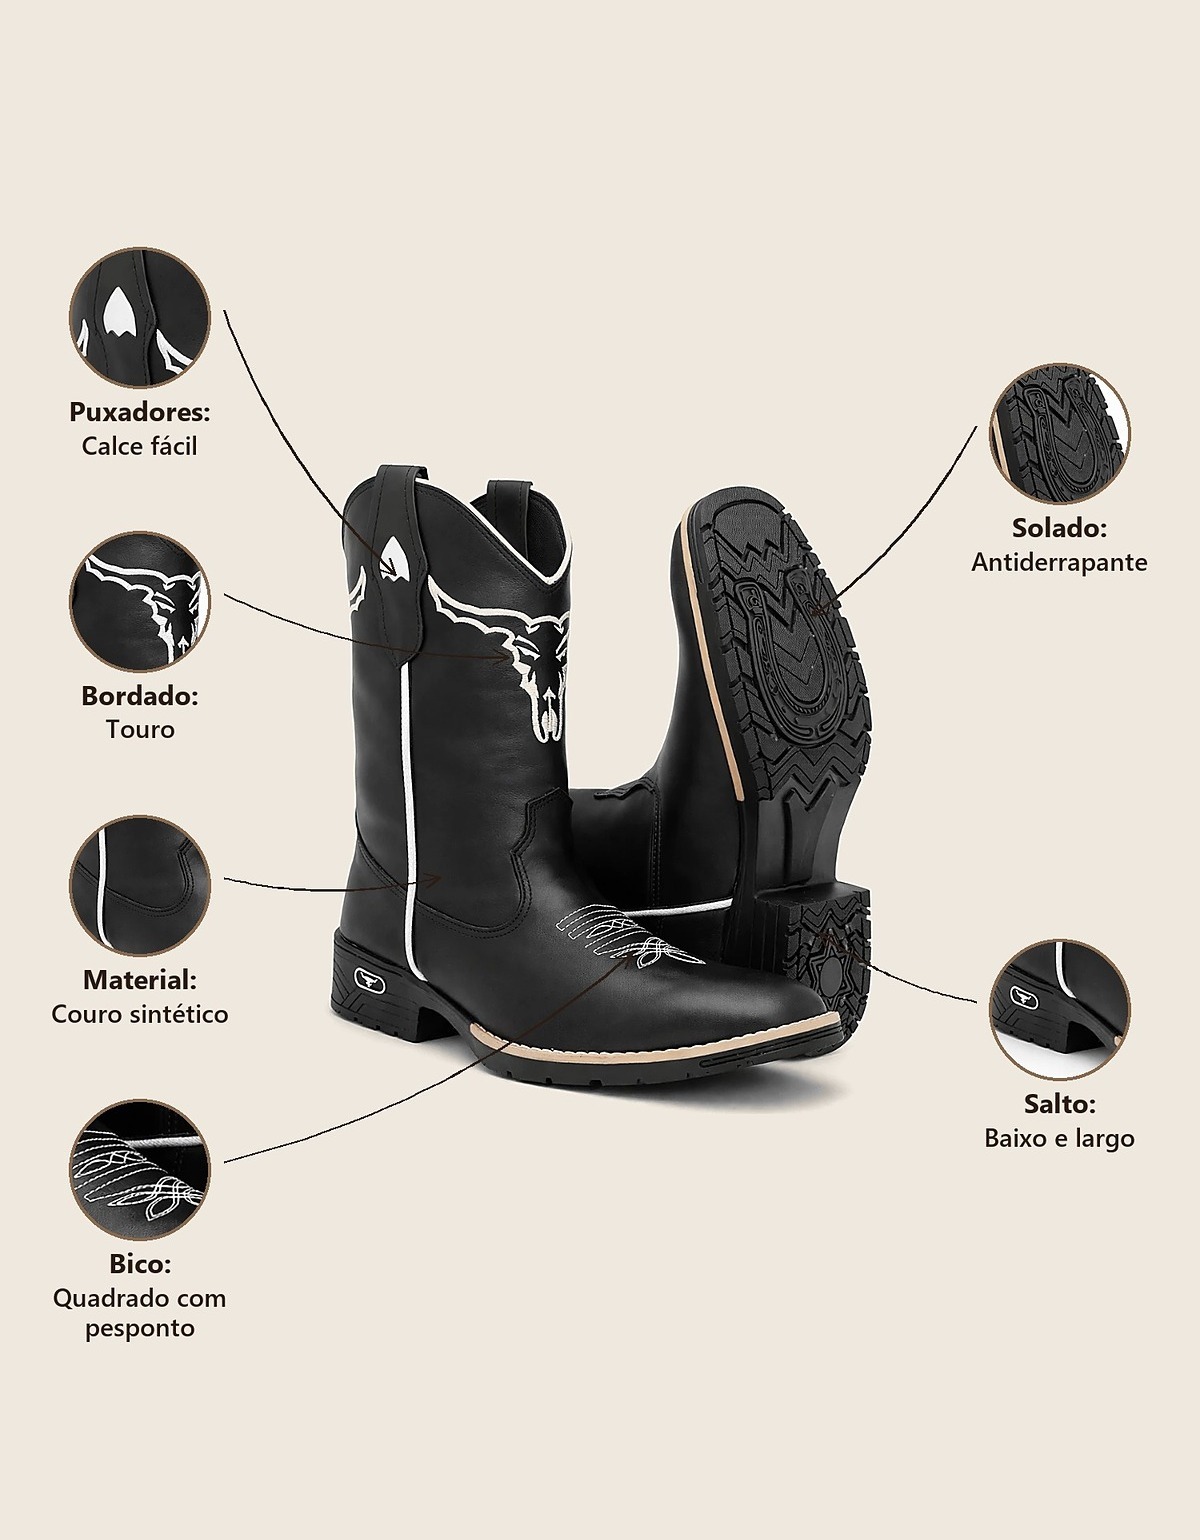 Puxadores:
Calce fácil
Bordado:
Touro
Material:
Couro sintético
Bico:
Quadrado com
pesponto
Solado:
Antiderrapante
Salto:
Baixo e largo